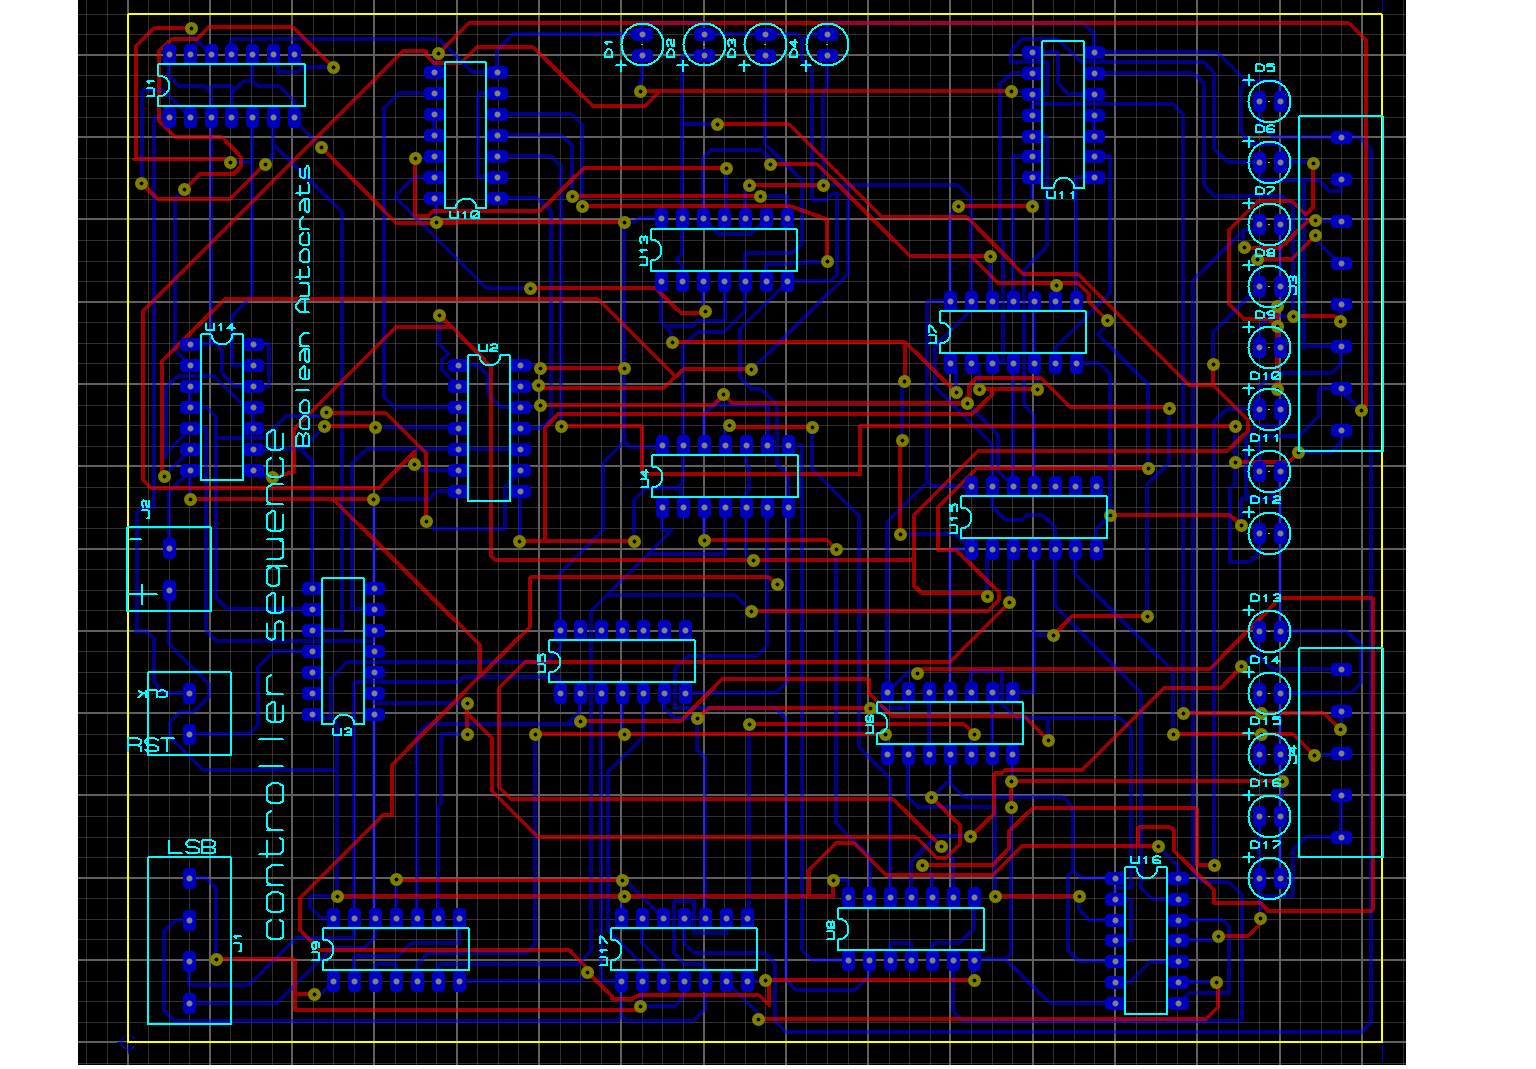 D1
D2
D3
D4
D5
U1
D6
U10
U11
D7
U13
D8
J3
U14
U7
D9
U2
D10
Boolean Autocrats
D11
U4
J2
U15
D12
-
+
controller sequence
D13
U5
D14
RST
U3
U6
D15
J4
D16
LSB
D17
U16
J1
U9
U17
U8